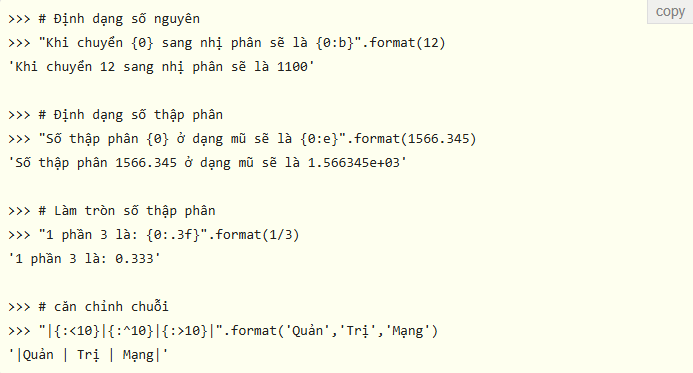 copy
>>> # Định dạng số nguyên
>>> "Khi chuyển {0} sang nhị phân sẽ là {0:b}".format(12)
'Khi chuyển 12 sang nhị phân sẽ là 1100'
>>> # Định dạng số thập phân
>>> "Số thập phân {0} ở dạng mũ sẽ là {0:e}".format(1566.345)
'Số thập phân 1566.345 ở dạng mũ sẽ là 1.566345e+03'
>>> # Làm tròn số thập phân
>>> "1 phần 3 là: {0:.3f}".format(1/3)
'1 phần 3 là: 0.333'
>>> # căn chỉnh chuỗi
>>> "|{:<10}|{:^10}|{:>10}|".format('Quản','Trị','Mạng')
'|Quản | Trị | Mạng|'